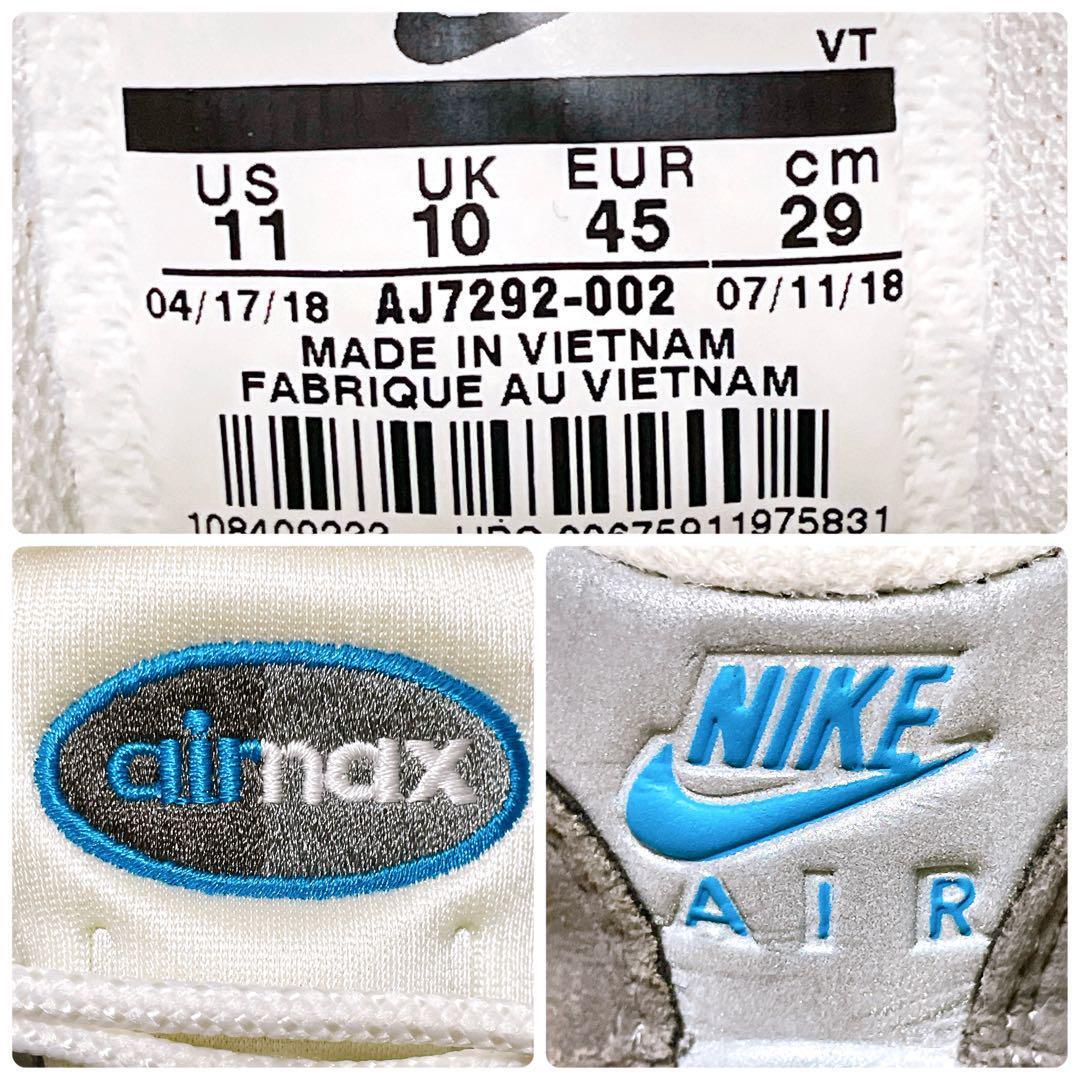 VT
US UK EUR cm
11 10 45 29
04/17/18 AJ7292-002 07/11/18
MADE IN VIETNAM
FABRIQUE AU VIETNAM
airmax
NIKE
AIR